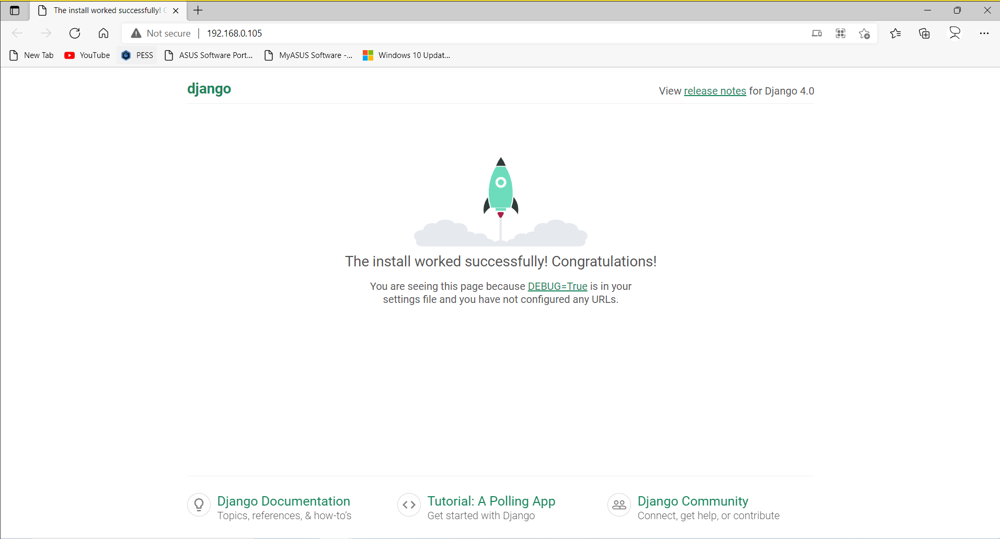 The install worked successfully!
Not secure | 192.168.0.105
New Tab YouTube PESS ASUS Software Port... MyASUS Software -... Windows 10 Updat...
django
View release notes for Django 4.0
The install worked successfully! Congratulations!
You are seeing this page because DEBUG=True is in your
settings file and you have not configured any URLs.
Django Documentation
Topics, references, & how-to's
Tutorial: A Polling App
Get started with Django
Django Community
Connect, get help, or contribute